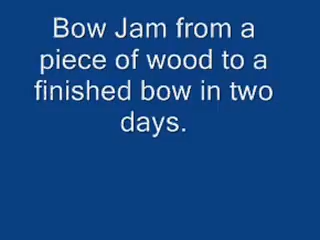 Bow Jam from a
piece of wood to a
finished bow in two
days.